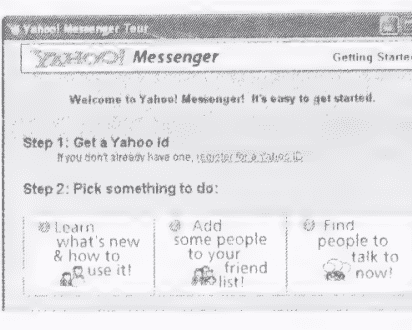 Yahoo! Messenger Tour
YAHOO! Messenger
Getting Starte
Welcome to Yahoo! Messenger! It's easy to get started.
Step 1: Get a Yahoo id
If you don't already have one, register for a Yahoo ID.
Step 2: Pick something to do:
Learn
what's new
& how to
use it!
Add
some people
to your
friend
list!
Find
people to
talk to
now!